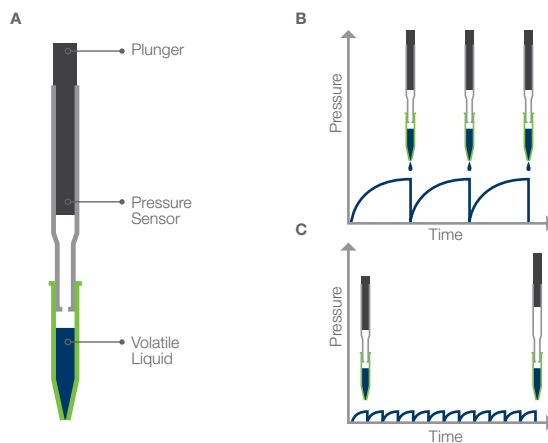 A
Plunger
Pressure
Sensor
Volatile
Liquid
B
Pressure
Time
C
Pressure
Time